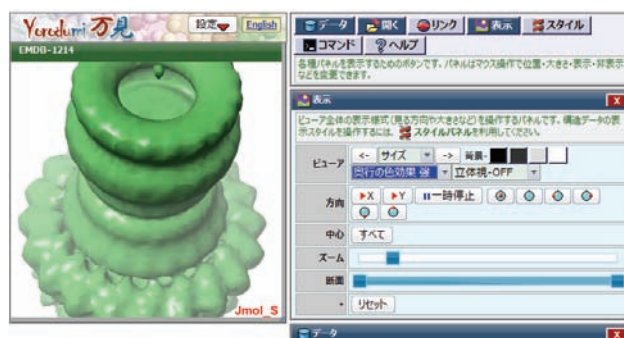 Yorodumi 万見
設定
English
EMDB-1214
Jmol_S
データ 開く リンク 表示 スタイル
コマンド ヘルプ
各種パネルを表示するためのボタンです。パネルはマウス操作で位置・大きさ・表示・非表示
などを変更できます。
表示 X
ビューア全体の表示様式(見る方向や大きさなど)を操作するパネルです。構造データの表
示スタイルを操作するには、スタイルパネルを利用してください。
ビューア <- サイズ -> 背景-
奥行の色効果 強 立体視-OFF
方向 X Y 一時停止
中心 すべて
ズーム
断面
- リセット
データ X